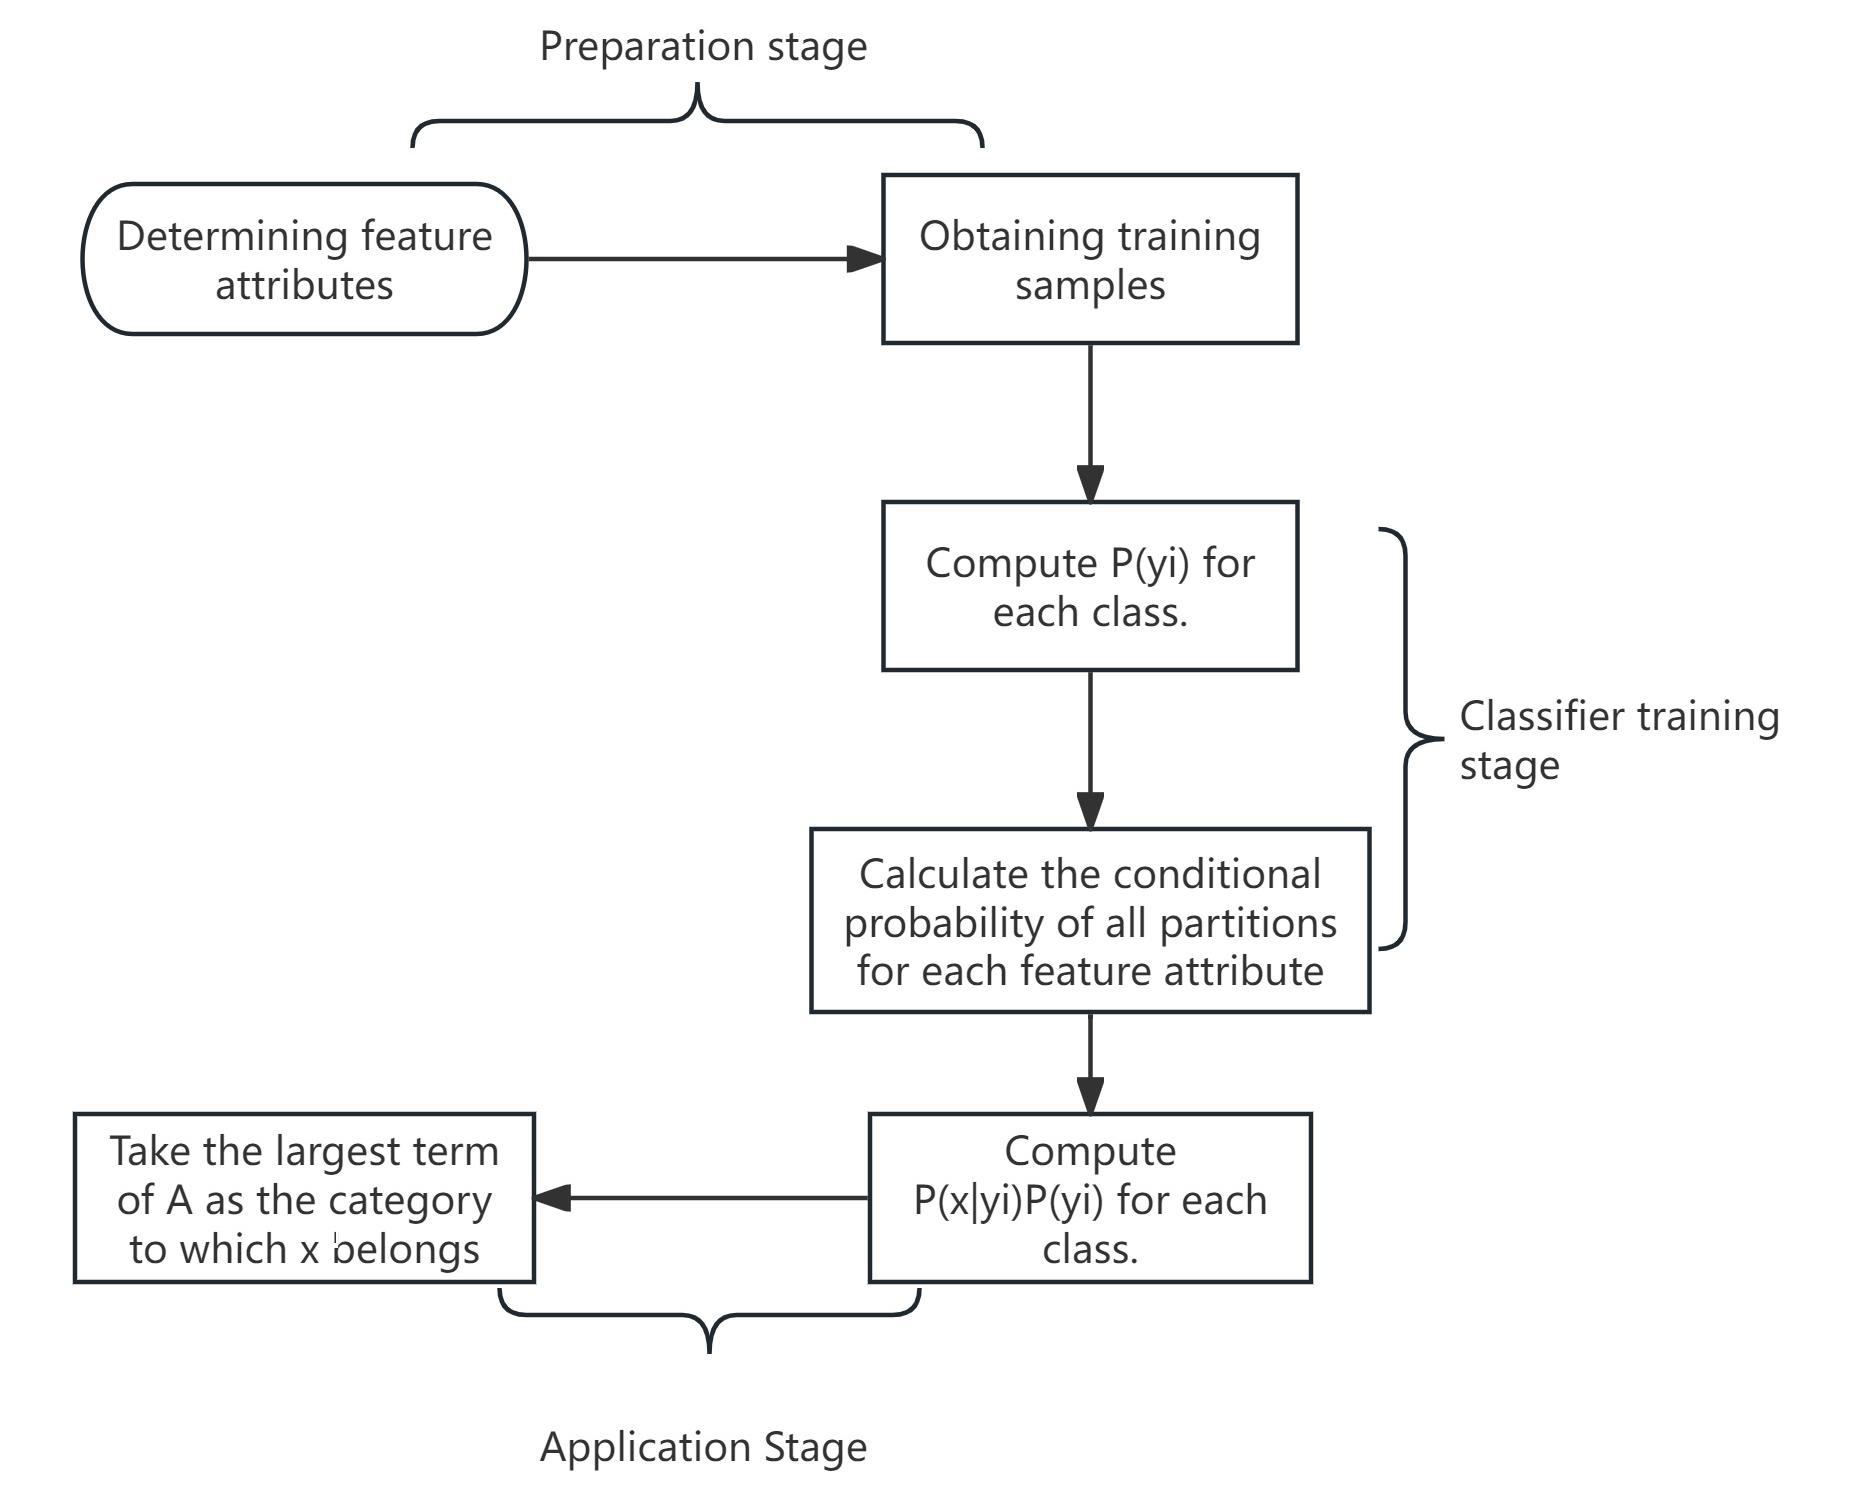 Preparation stage
Determining feature
attributes
Obtaining training
samples
Compute P(yi) for
each class.
Classifier training
stage
Calculate the conditional
probability of all partitions
for each feature attribute
Compute
P(x|yi)P(yi) for each
class.
Take the largest term
of A as the category
to which x belongs
Application Stage